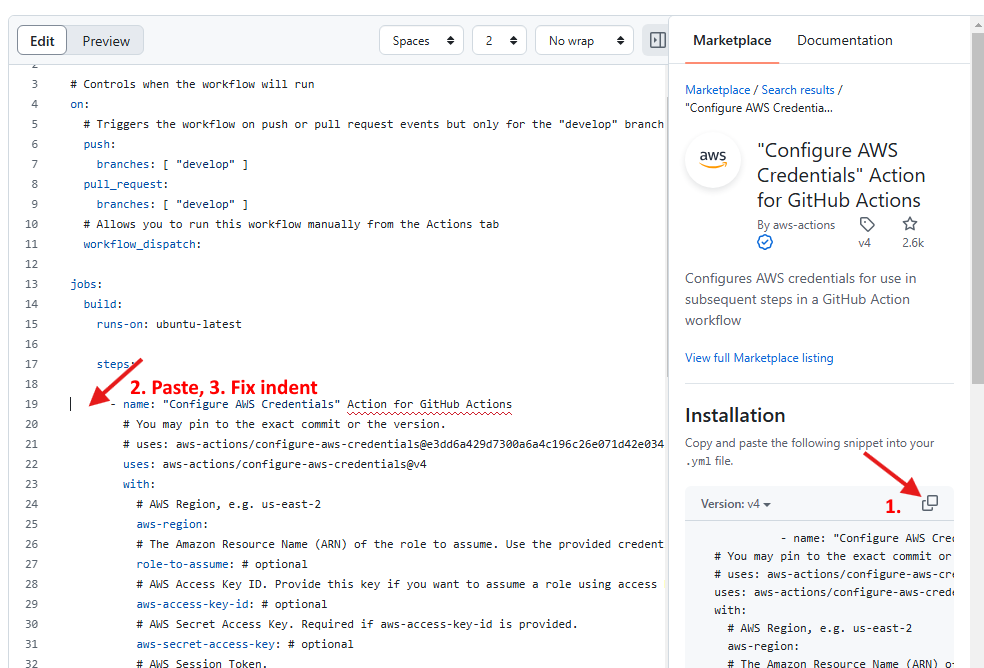 Edit
Preview
Spaces
2
No wrap
Marketplace
Documentation
2
3 # Controls when the workflow will run
4 on:
5 # Triggers the workflow on push or pull request events but only for the "develop" branch
6 push:
7 branches: [ "develop" ]
8 pull_request:
9 branches: [ "develop" ]
10 # Allows you to run this workflow manually from the Actions tab
11 workflow_dispatch:
12
13 jobs:
14 build:
15 runs-on: ubuntu-latest
16
17 steps:
18
2. Paste, 3. Fix indent
19 - name: "Configure AWS Credentials" Action for GitHub Actions
20 # You may pin to the exact commit or the version.
21 # uses: aws-actions/configure-aws-credentials@e3dd6a429d7300a6a4c196c26e071d42e034
22 uses: aws-actions/configure-aws-credentials@v4
23 with:
24 # AWS Region, e.g. us-east-2
25 aws-region:
26 # The Amazon Resource Name (ARN) of the role to assume. Use the provided credent
27 role-to-assume: # optional
28 # AWS Access Key ID. Provide this key if you want to assume a role using access
29 aws-access-key-id: # optional
30 # AWS Secret Access Key. Required if aws-access-key-id is provided.
31 aws-secret-access-key: # optional
32 # AWS Session Token.
Marketplace / Search results /
"Configure AWS Credentia...
aws
"Configure AWS
Credentials" Action
for GitHub Actions
By aws-actions
v4
2.6k
Configures AWS credentials for use in
subsequent steps in a GitHub Action
workflow
View full Marketplace listing
Installation
Copy and paste the following snippet into your
.yml file.
1.
Version: v4
- name: "Configure AWS Cre
# You may pin to the exact commit or
# uses: aws-actions/configure-aws-cre
uses: aws-actions/configure-aws-crede
with:
# AWS Region, e.g. us-east-2
aws-region:
# The Amazon Resource Name (ARN) o